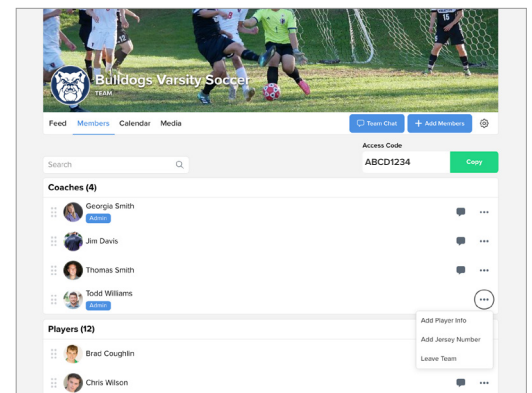 Bulldogs Varsity Soccer
TEAM
Feed Members Calendar Media
Team Chat
+ Add Members
Access Code
Search
ABCD1234
Copy
Coaches (4)
Georgia Smith
Admin
Jim Davis
Thomas Smith
Todd Williams
Admin
Add Player Info
Add Jersey Number
Leave Team
Players (12)
Brad Coughlin
Chris Wilson